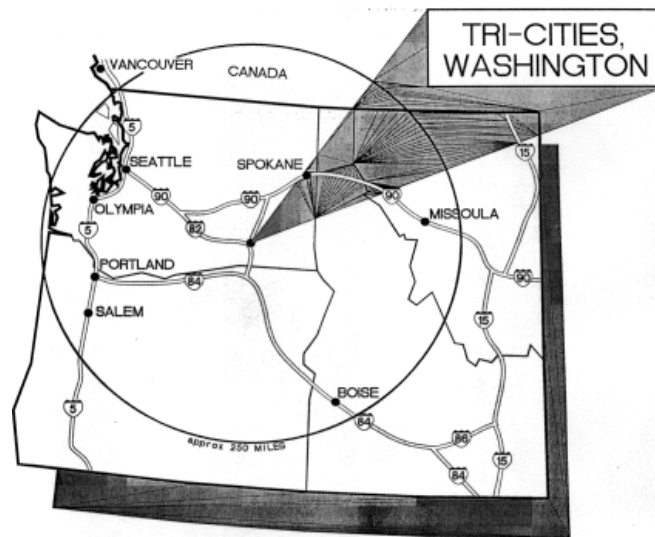 TRI-CITIES,
WASHINGTON
VANCOUVER
CANADA
5
15
SEATTLE
SPOKANE
90
90
90
OLYMPIA
MISSOULA
5
82
PORTLAND
84
90
SALEM
15
BOISE
5
84
86
15
84
approx 250 MILES